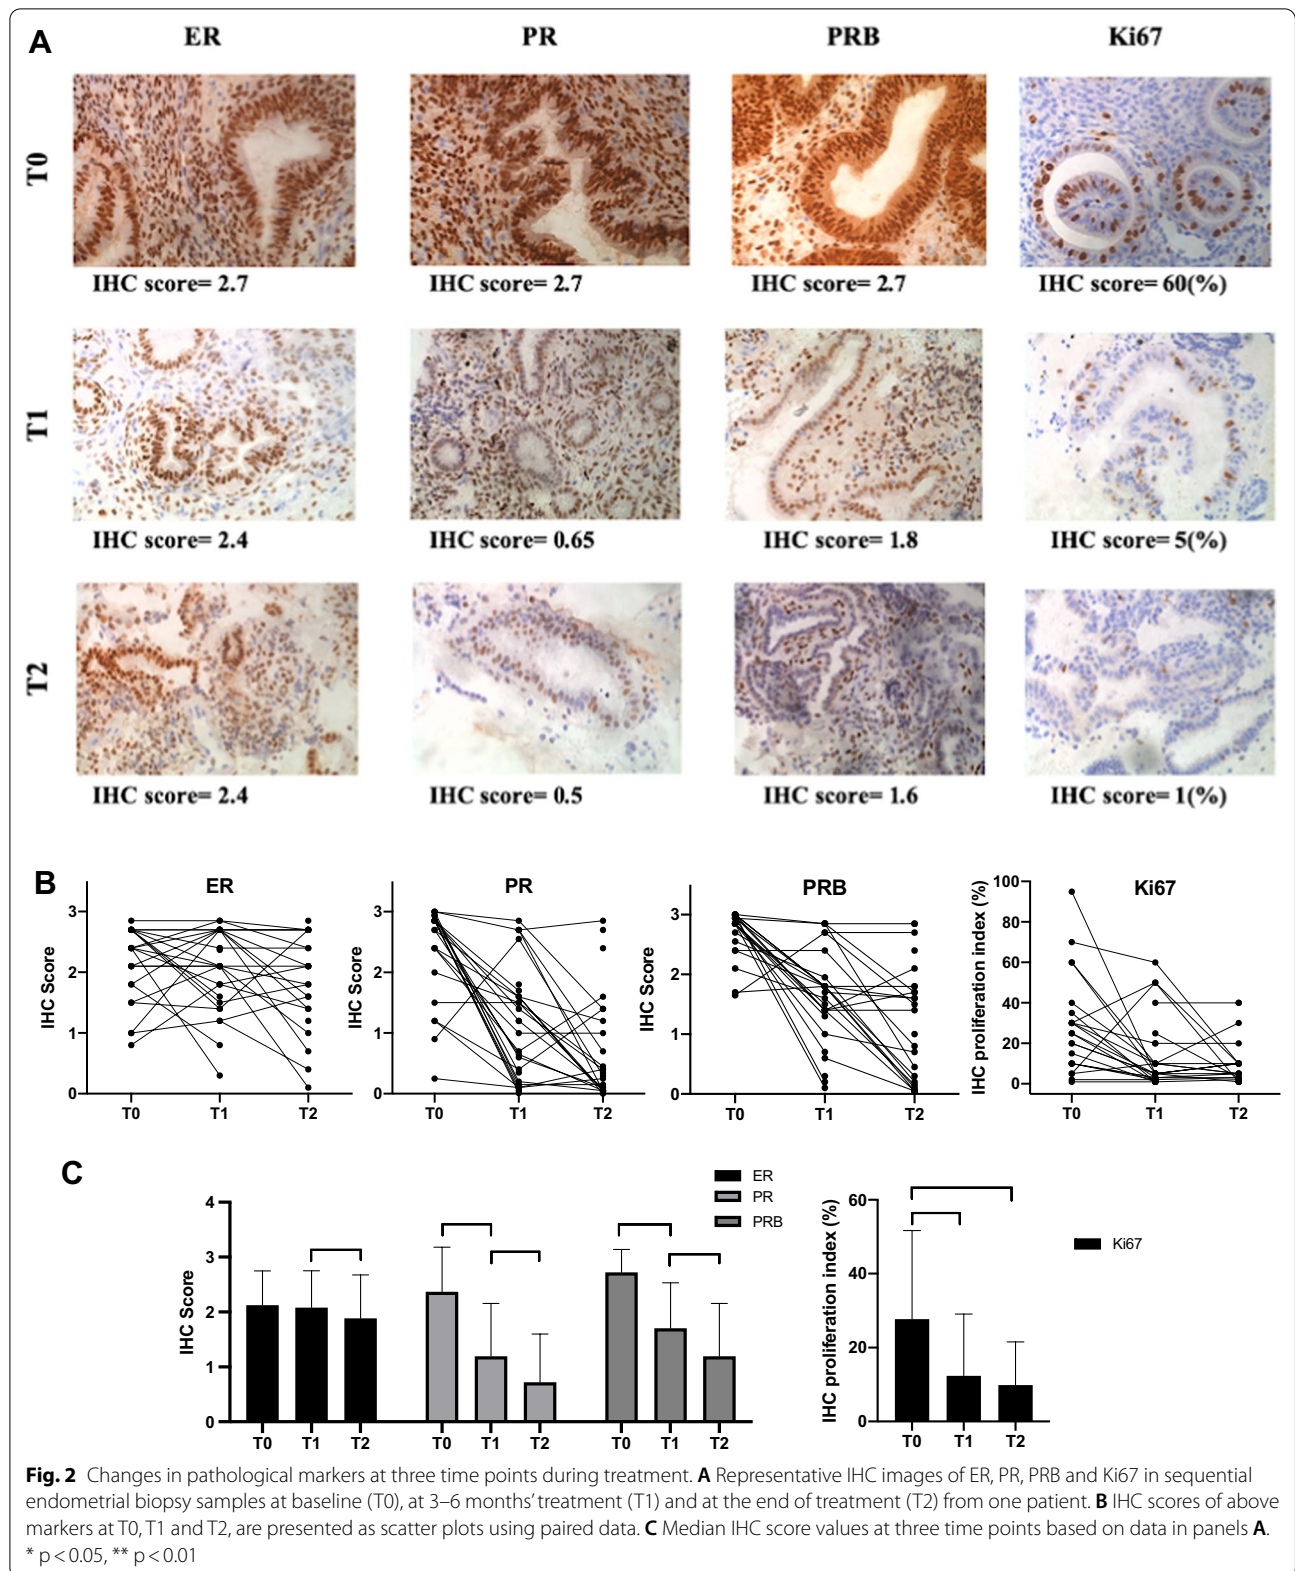 A
ER PR PRB Ki67
T0
IHC score= 2.7 IHC score= 2.7 IHC score= 2.7 IHC score= 60(%)
T1
IHC score= 2.4 IHC score= 0.65 IHC score= 1.8 IHC score= 5(%)
T2
IHC score= 2.4 IHC score= 0.5 IHC score= 1.6 IHC score= 1(%)
B
ER
IHC Score
3
2
1
0
T0 T1 T2
PR
IHC Score
3
2
1
0
T0 T1 T2
PRB
IHC Score
3
2
1
0
T0 T1 T2
Ki67
IHC proliferation index (%)
100
80
60
40
20
0
T0 T1 T2
C
ER
PR
PRB
IHC Score
4
3
2
1
0
T0 T1 T2 T0 T1 T2 T0 T1 T2
IHC proliferation index (%)
60
40
20
0
T0 T1 T2
Ki67
Fig. 2 Changes in pathological markers at three time points during treatment. A Representative IHC images of ER, PR, PRB and Ki67 in sequential
endometrial biopsy samples at baseline (T0), at 3–6 months’ treatment (T1) and at the end of treatment (T2) from one patient. B IHC scores of above
markers at T0, T1 and T2, are presented as scatter plots using paired data. C Median IHC score values at three time points based on data in panels A.
* p < 0.05, ** p < 0.01